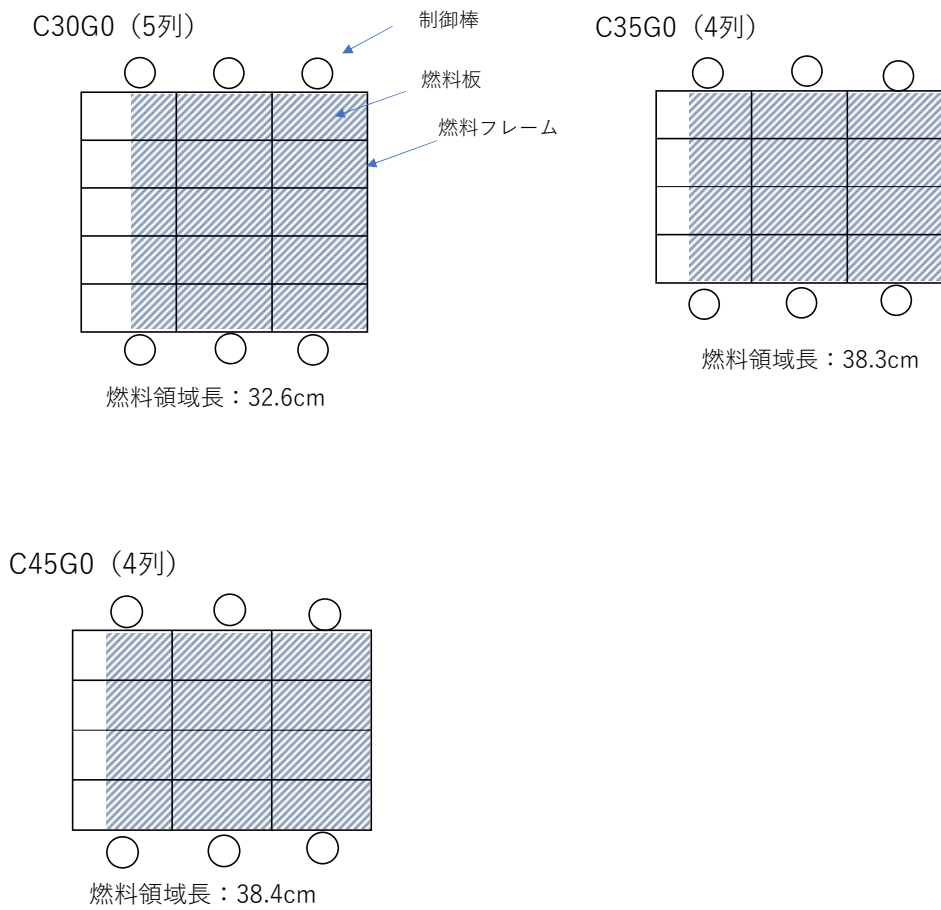 C30G0（5列）
制御棒
燃料板
燃料フレーム
燃料領域長：32.6cm
C35G0（4列）
燃料領域長：38.3cm
C45G0（4列）
燃料領域長：38.4cm